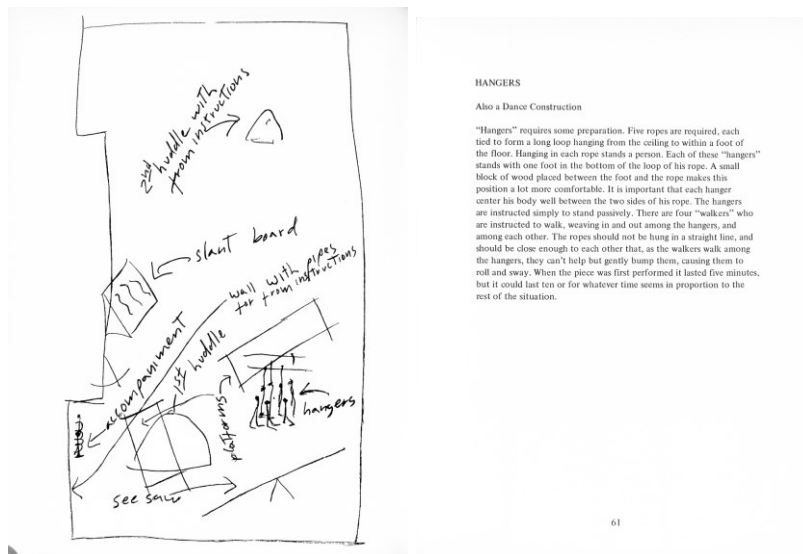 2nd
huddle with
from instructions
slant board
wall with pipes
for from instructions
accompaniment
1st huddle
platforms
hangers
see saw
HANGERS
Also a Dance Construction
“Hangers” requires some preparation. Five ropes are required, each
tied to form a long loop hanging from the ceiling to within a foot of
the floor. Hanging in each rope stands a person. Each of these “hangers”
stands with one foot in the bottom of the loop of his rope. A small
block of wood placed between the foot and the rope makes this
position a lot more comfortable. It is important that each hanger
center his body well between the two sides of his rope. The hangers
are instructed simply to stand passively. There are four “walkers” who
are instructed to walk, weaving in and out among the hangers, and
among each other. The ropes should not be hung in a straight line, and
should be close enough to each other that, as the walkers walk among
the hangers, they can't help but gently bump them, causing them to
roll and sway. When the piece was first performed it lasted five minutes,
but it could last ten or for whatever time seems in proportion to the
rest of the situation.
61